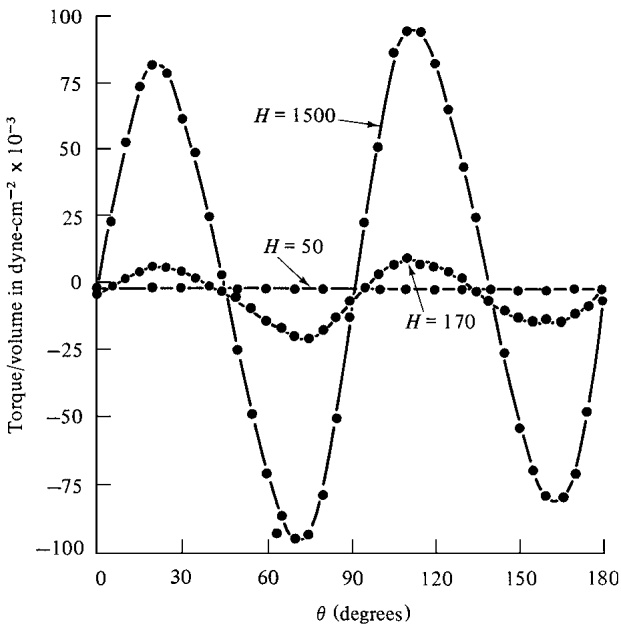 Torque/volume in dyne-cm⁻² x 10⁻³
100
75
50
25
0
−25
−50
−75
−100
H = 1500
H = 50
H = 170
0 30 60 90 120 150 180
θ (degrees)